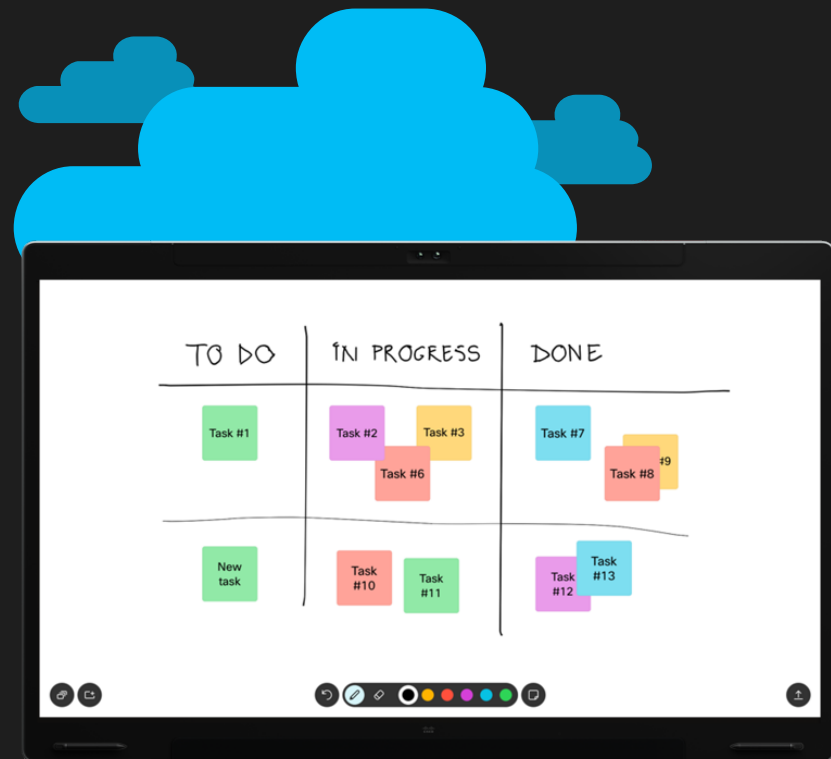 TO DO
IN PROGRESS
DONE
Task #1
Task #2
Task #3
Task #6
Task #7
#9
Task #8
New
task
Task
#10
Task
#11
Task
#12
Task
#13